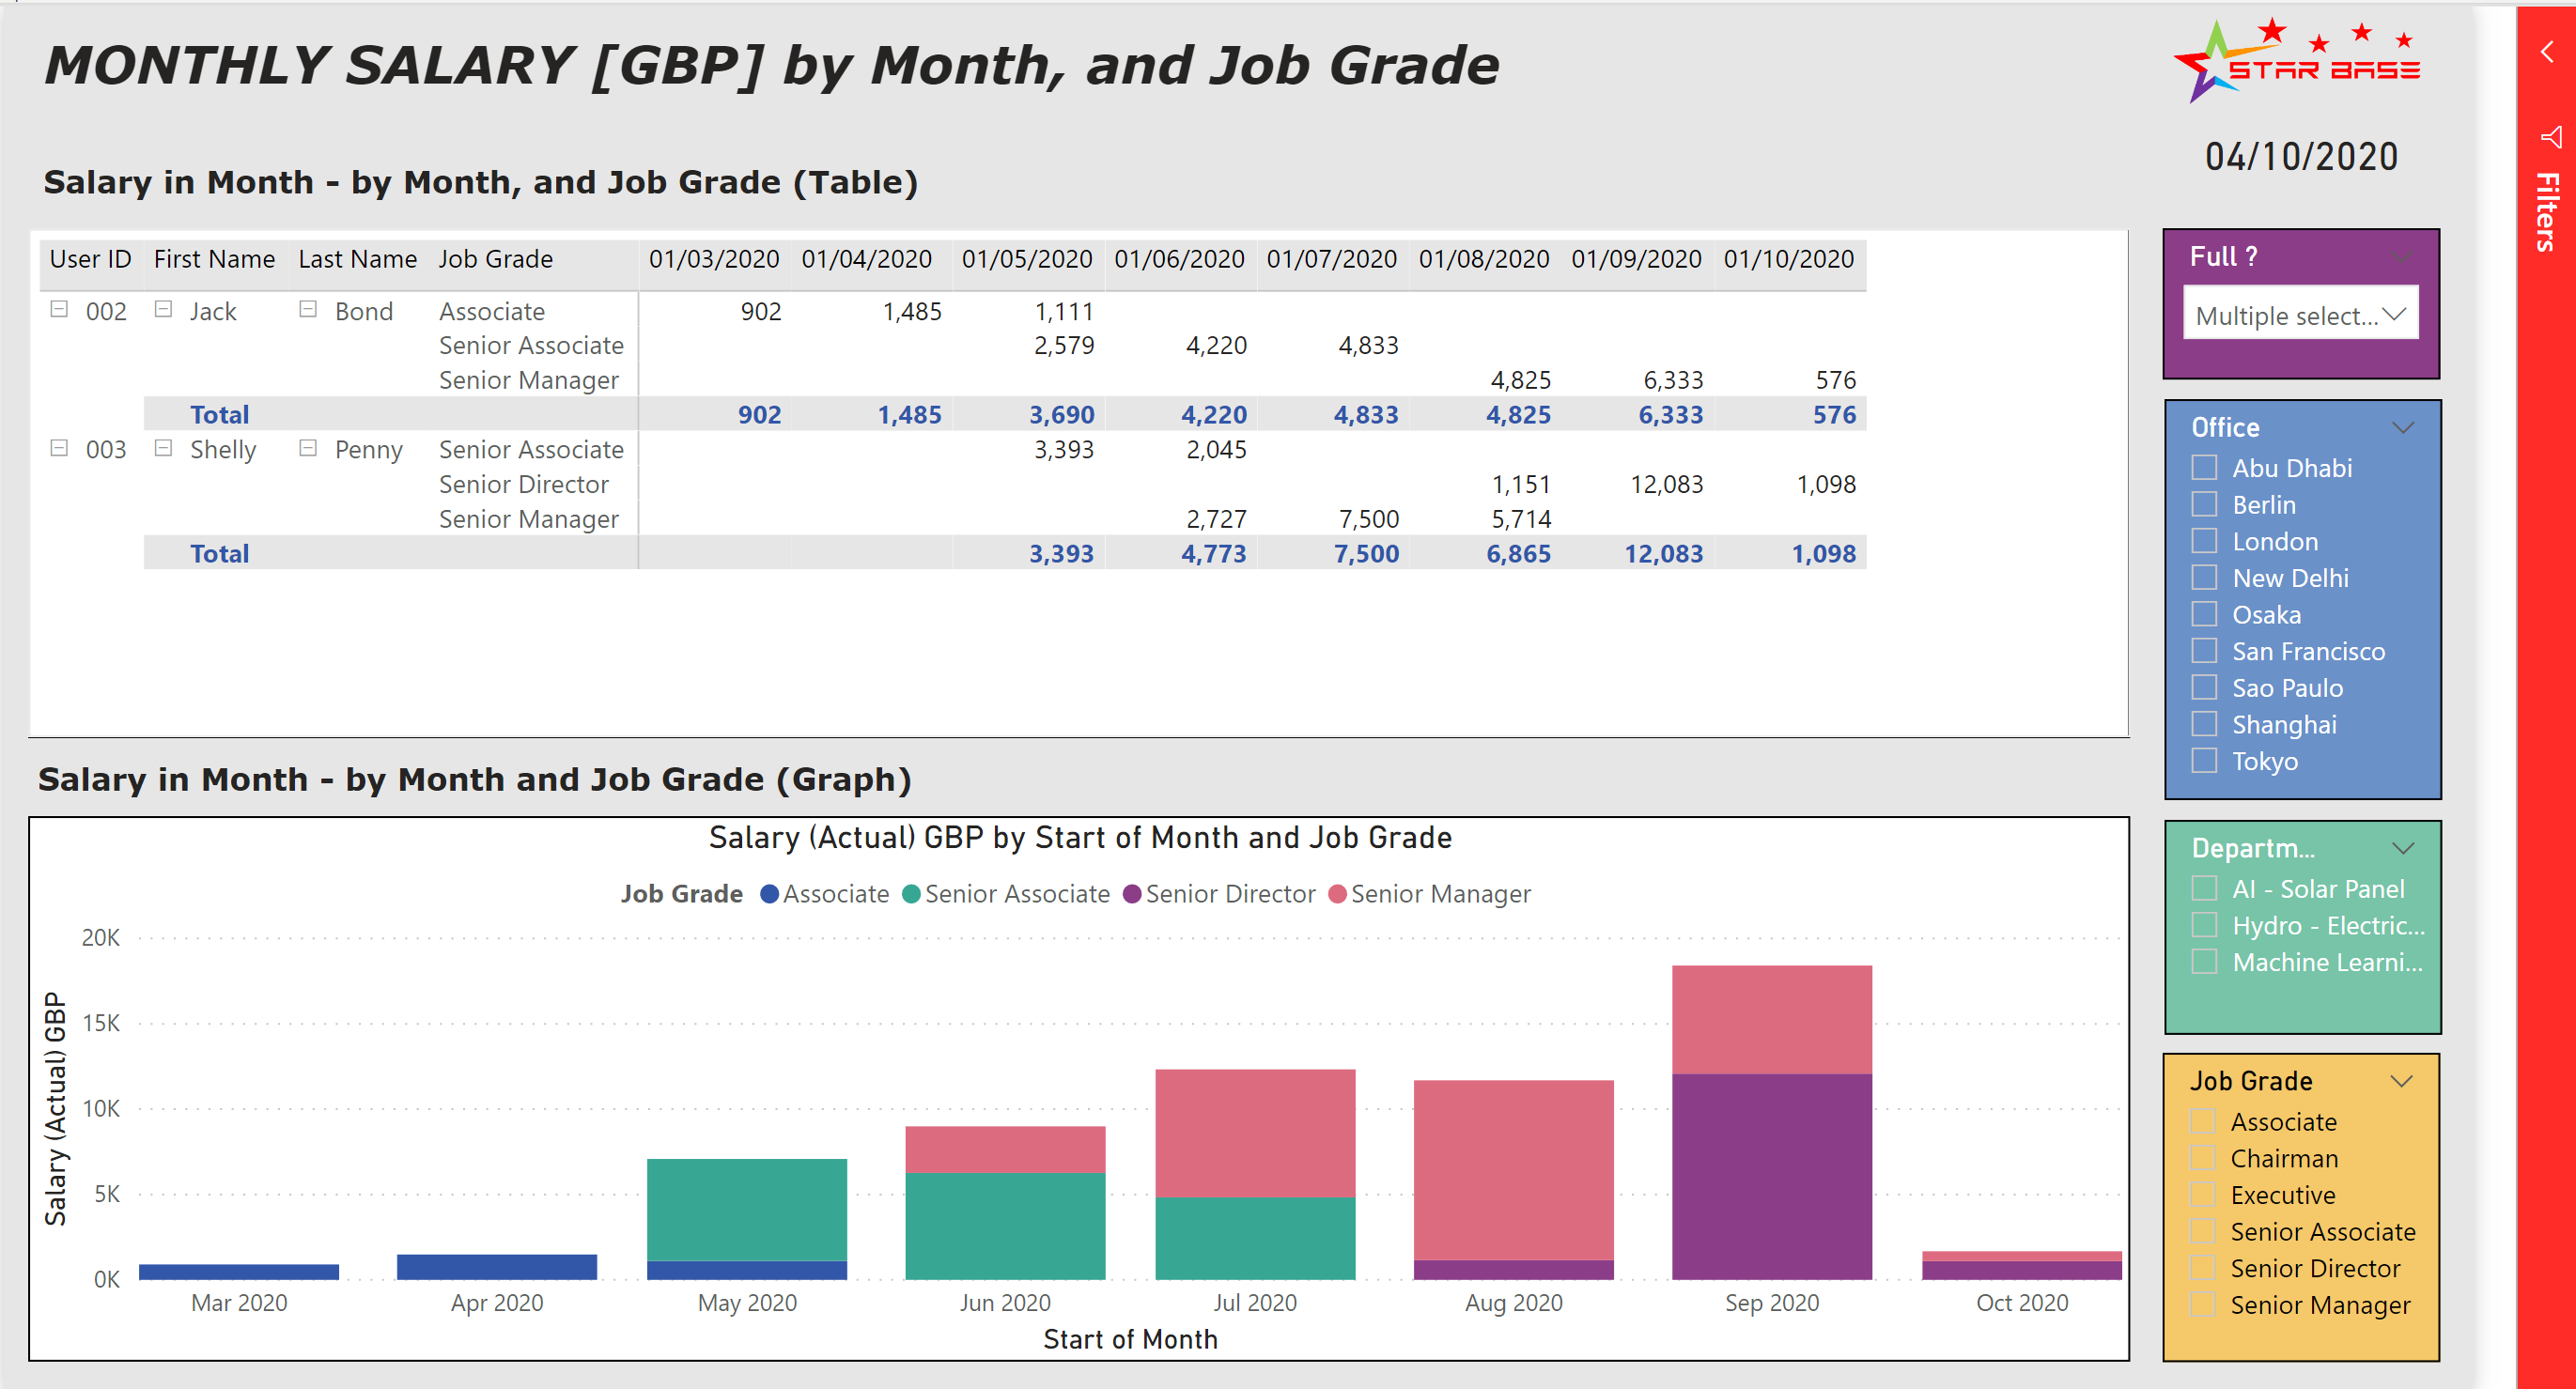 MONTHLY SALARY [GBP] by Month, and Job Grade
STAR BASE
04/10/2020
Filters
Salary in Month - by Month, and Job Grade (Table)
User ID First Name Last Name Job Grade 01/03/2020 01/04/2020 01/05/2020 01/06/2020 01/07/2020 01/08/2020 01/09/2020 01/10/2020
002 Jack Bond Associate 902 1,485 1,111
Senior Associate 2,579 4,220 4,833
Senior Manager 4,825 6,333 576
Total 902 1,485 3,690 4,220 4,833 4,825 6,333 576
003 Shelly Penny Senior Associate 3,393 2,045
Senior Director 1,151 12,083 1,098
Senior Manager 2,727 7,500 5,714
Total 3,393 4,773 7,500 6,865 12,083 1,098
Salary in Month - by Month and Job Grade (Graph)
Salary (Actual) GBP by Start of Month and Job Grade
Job Grade Associate Senior Associate Senior Director Senior Manager
Salary (Actual) GBP
20K
15K
10K
5K
0K
Mar 2020 Apr 2020 May 2020 Jun 2020 Jul 2020 Aug 2020 Sep 2020 Oct 2020
Start of Month
Full ?
Multiple select...
Office
Abu Dhabi
Berlin
London
New Delhi
Osaka
San Francisco
Sao Paulo
Shanghai
Tokyo
Departm...
AI - Solar Panel
Hydro - Electric...
Machine Learni...
Job Grade
Associate
Chairman
Executive
Senior Associate
Senior Director
Senior Manager